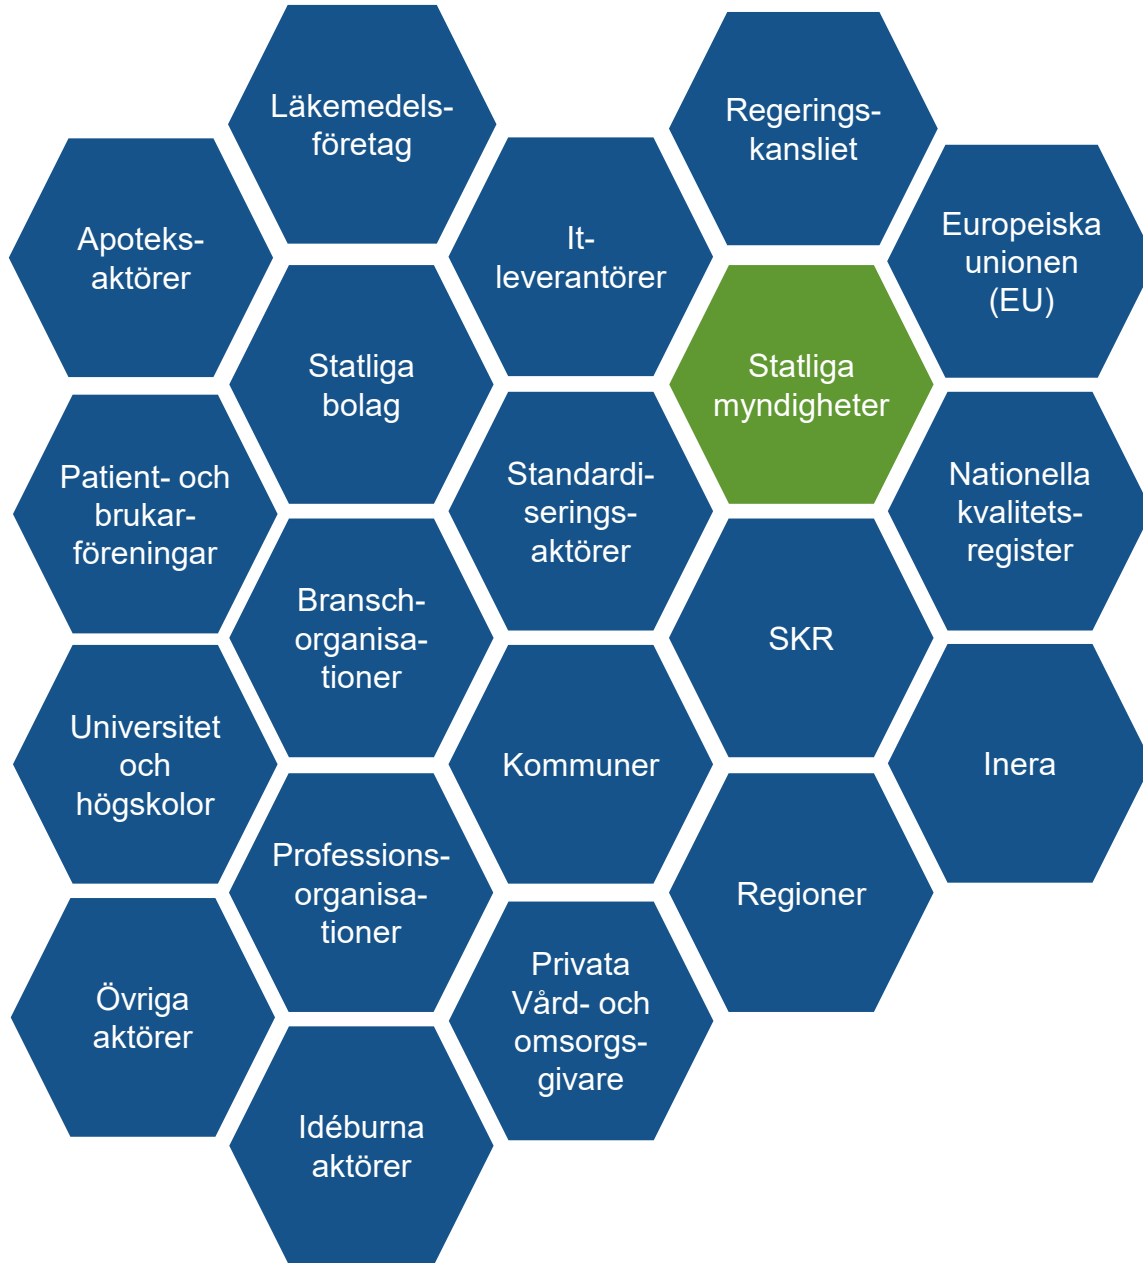 Läkemedels-
företag
Regerings-
kansliet
Apoteks-
aktörer
It-
leverantörer
Europeiska
unionen
(EU)
Statliga
bolag
Statliga
myndigheter
Patient- och
brukar-
föreningar
Standardi-
serings-
aktörer
Nationella
kvalitets-
register
Bransch-
organisa-
tioner
SKR
Universitet
och
högskolor
Kommuner
Inera
Professions-
organisa-
tioner
Regioner
Övriga
aktörer
Privata
Vård- och
omsorgs-
givare
Idéburna
aktörer